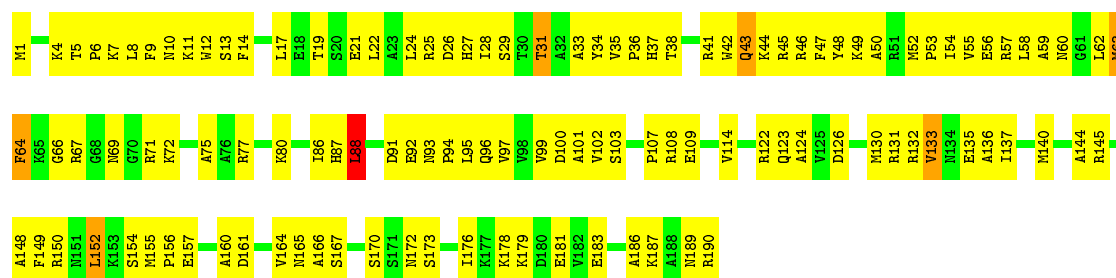 M1 K4 T5 P6 K7 L8 F9 N10 K11 W12 S13 F14 L17 E18 T19 S20 E21 L22 A23 L24 R25 D26 H27 I28 S29 T30 T31 A32 A33 Y34 V35 P36 H37 T38 R41 W42 Q43 K44 R45 R46 F47 Y48 K49 A50 R51 M52 P53 I54 V55 E56 R57 L58 A59 N60 G61 L62
F64 K65 G66 R67 G68 N69 G70 R71 K72 A75 A76 R77 K80 I86 H87 L88 D91 E92 N93 P94 L95 Q96 V97 V98 V99 D100 A101 V102 S103 P107 R108 E109 V114 R122 Q123 A124 V125 D126 M130 R131 R132 V133 N134 E135 A136 I137 M140 A144 R145
A148 F149 R150 N151 L152 K153 S154 M155 P156 E157 A160 D161 V164 N165 A166 S167 S170 S171 N172 S173 I176 K177 K178 K179 D180 E181 V182 E183 A186 K187 A188 N189 R190